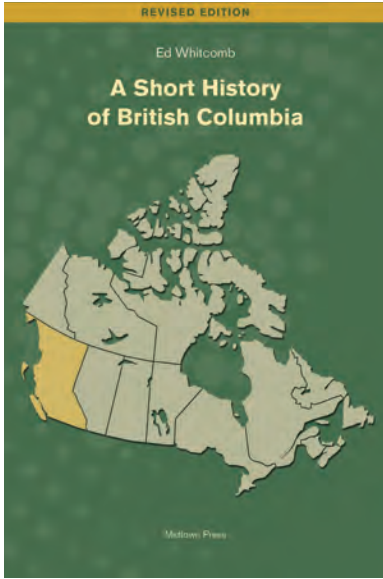 REVISED EDITION
Ed Whitcomb
A Short History
of British Columbia
Midtown Press